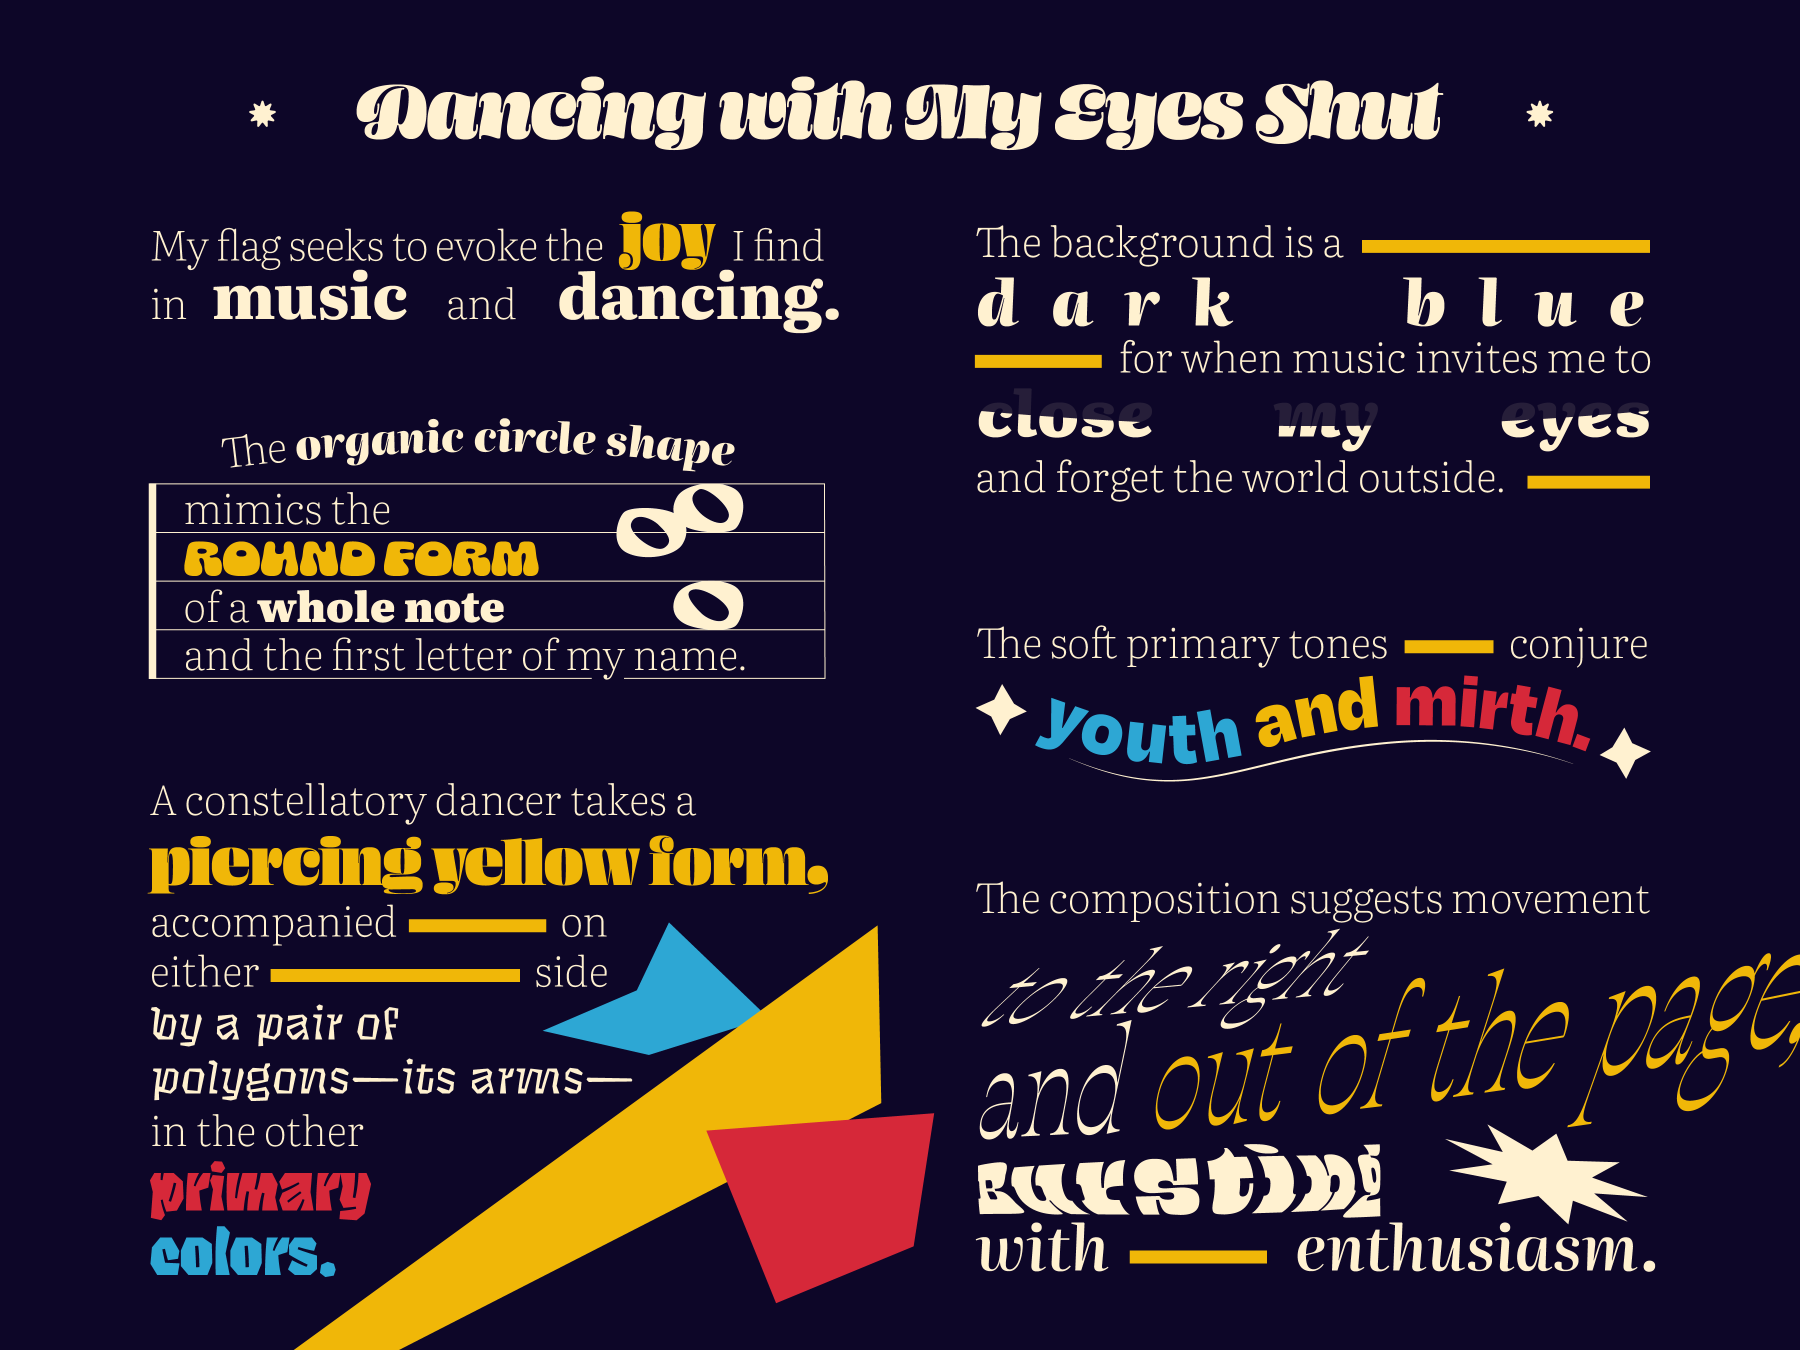 Dancing with My Eyes Shut
My flag seeks to evoke the joy I find
in music and dancing.
The organic circle shape
mimics the
ROUND FORM
of a whole note
and the first letter of my name.
A constellatory dancer takes a
piercing yellow form,
accompanied on
either side
by a pair of
polygons—its arms—
in the other
primary
colors.
The background is a
dark blue
for when music invites me to
close my eyes
and forget the world outside.
The soft primary tones conjure
youth and mirth.
The composition suggests movement
to the right
and out of the page,
Bursting
with enthusiasm.